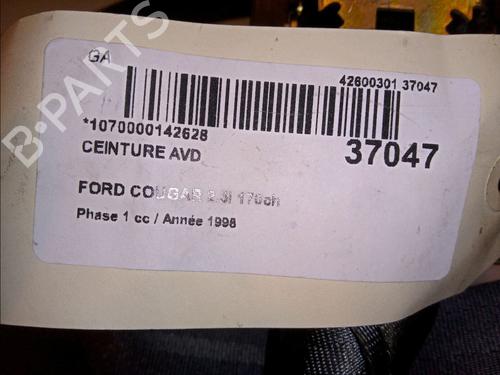 GA
42600301 37047
*1070000142628
37047
CEINTURE AVD
FORD COUGAR 2.5i 170ch
Phase 1 cc / Année 1998
B-PARTS